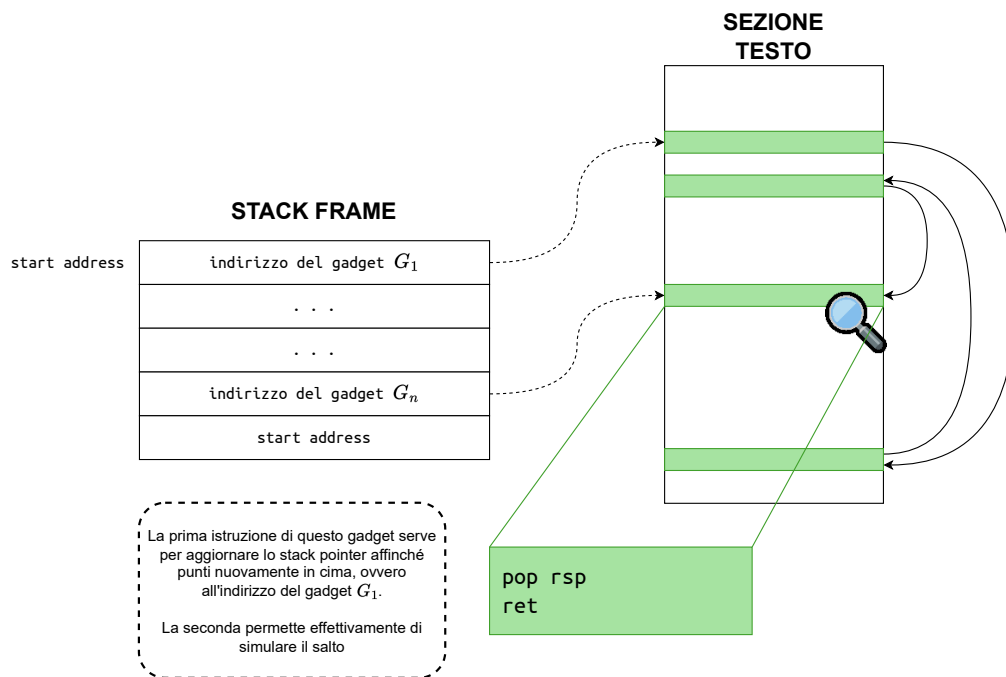 SEZIONE
TESTO
STACK FRAME
start address
indirizzo del gadget G₁
. . .
. . .
indirizzo del gadget Gₙ
start address
La prima istruzione di questo gadget serve
per aggiornare lo stack pointer affinché
punti nuovamente in cima, ovvero
all'indirizzo del gadget G₁.
La seconda permette effettivamente di
simulare il salto
pop rsp
ret